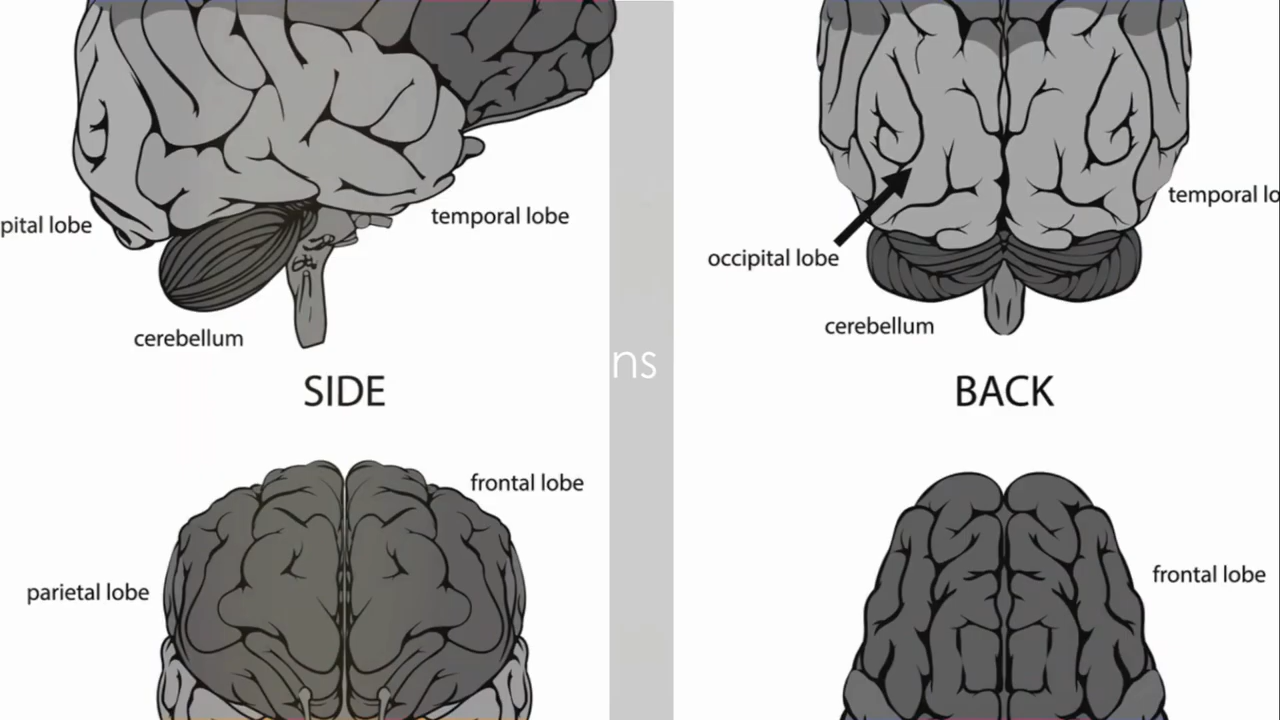 pital lobe
temporal lobe
cerebellum
SIDE
temporal lo
occipital lobe
cerebellum
BACK
ns
frontal lobe
parietal lobe
frontal lobe